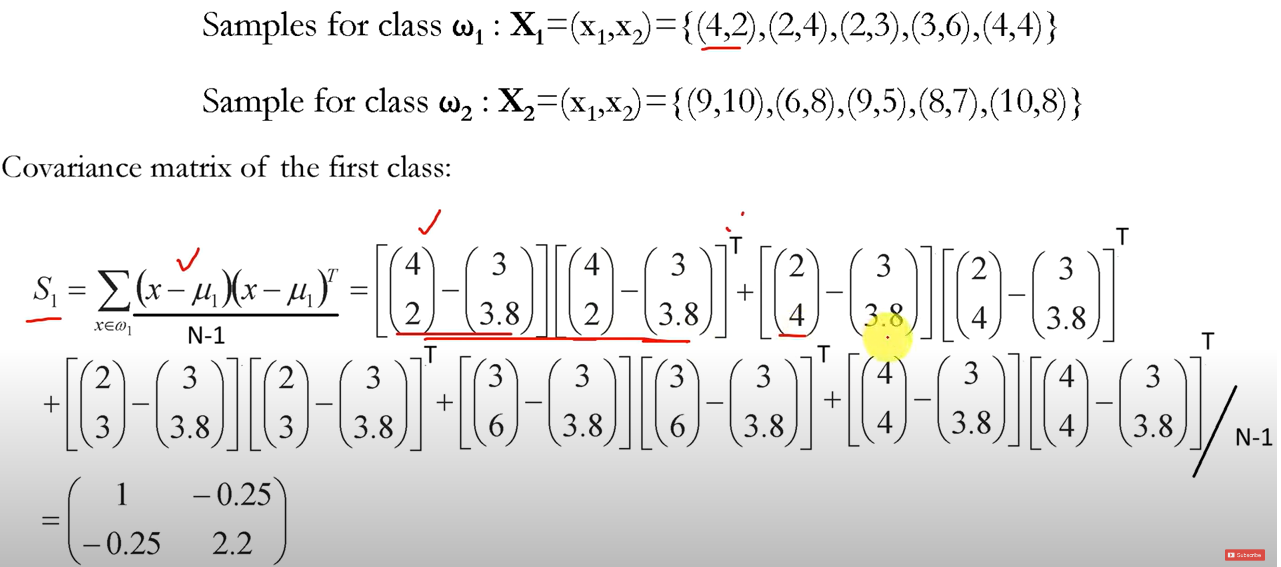 Samples for class ω₁ : X₁=(x₁,x₂)={(4,2),(2,4),(2,3),(3,6),(4,4)}
Sample for class ω₂ : X₂=(x₁,x₂)={(9,10),(6,8),(9,5),(8,7),(10,8)}
Covariance matrix of the first class:
S₁ = ∑_{x∈ω₁} (x − μ₁)(x − μ₁)ᵀ / N-1 = [(4 2) − (3 3.8)][(4 2) − (3 3.8)]ᵀ + [(2 4) − (3 3.8)][(2 4) − (3 3.8)]ᵀ
+ [(2 3) − (3 3.8)][(2 3) − (3 3.8)]ᵀ + [(3 6) − (3 3.8)][(3 6) − (3 3.8)]ᵀ + [(4 4) − (3 3.8)][(4 4) − (3 3.8)]ᵀ / N-1
= (1 −0.25
−0.25 2.2)
Subscribe